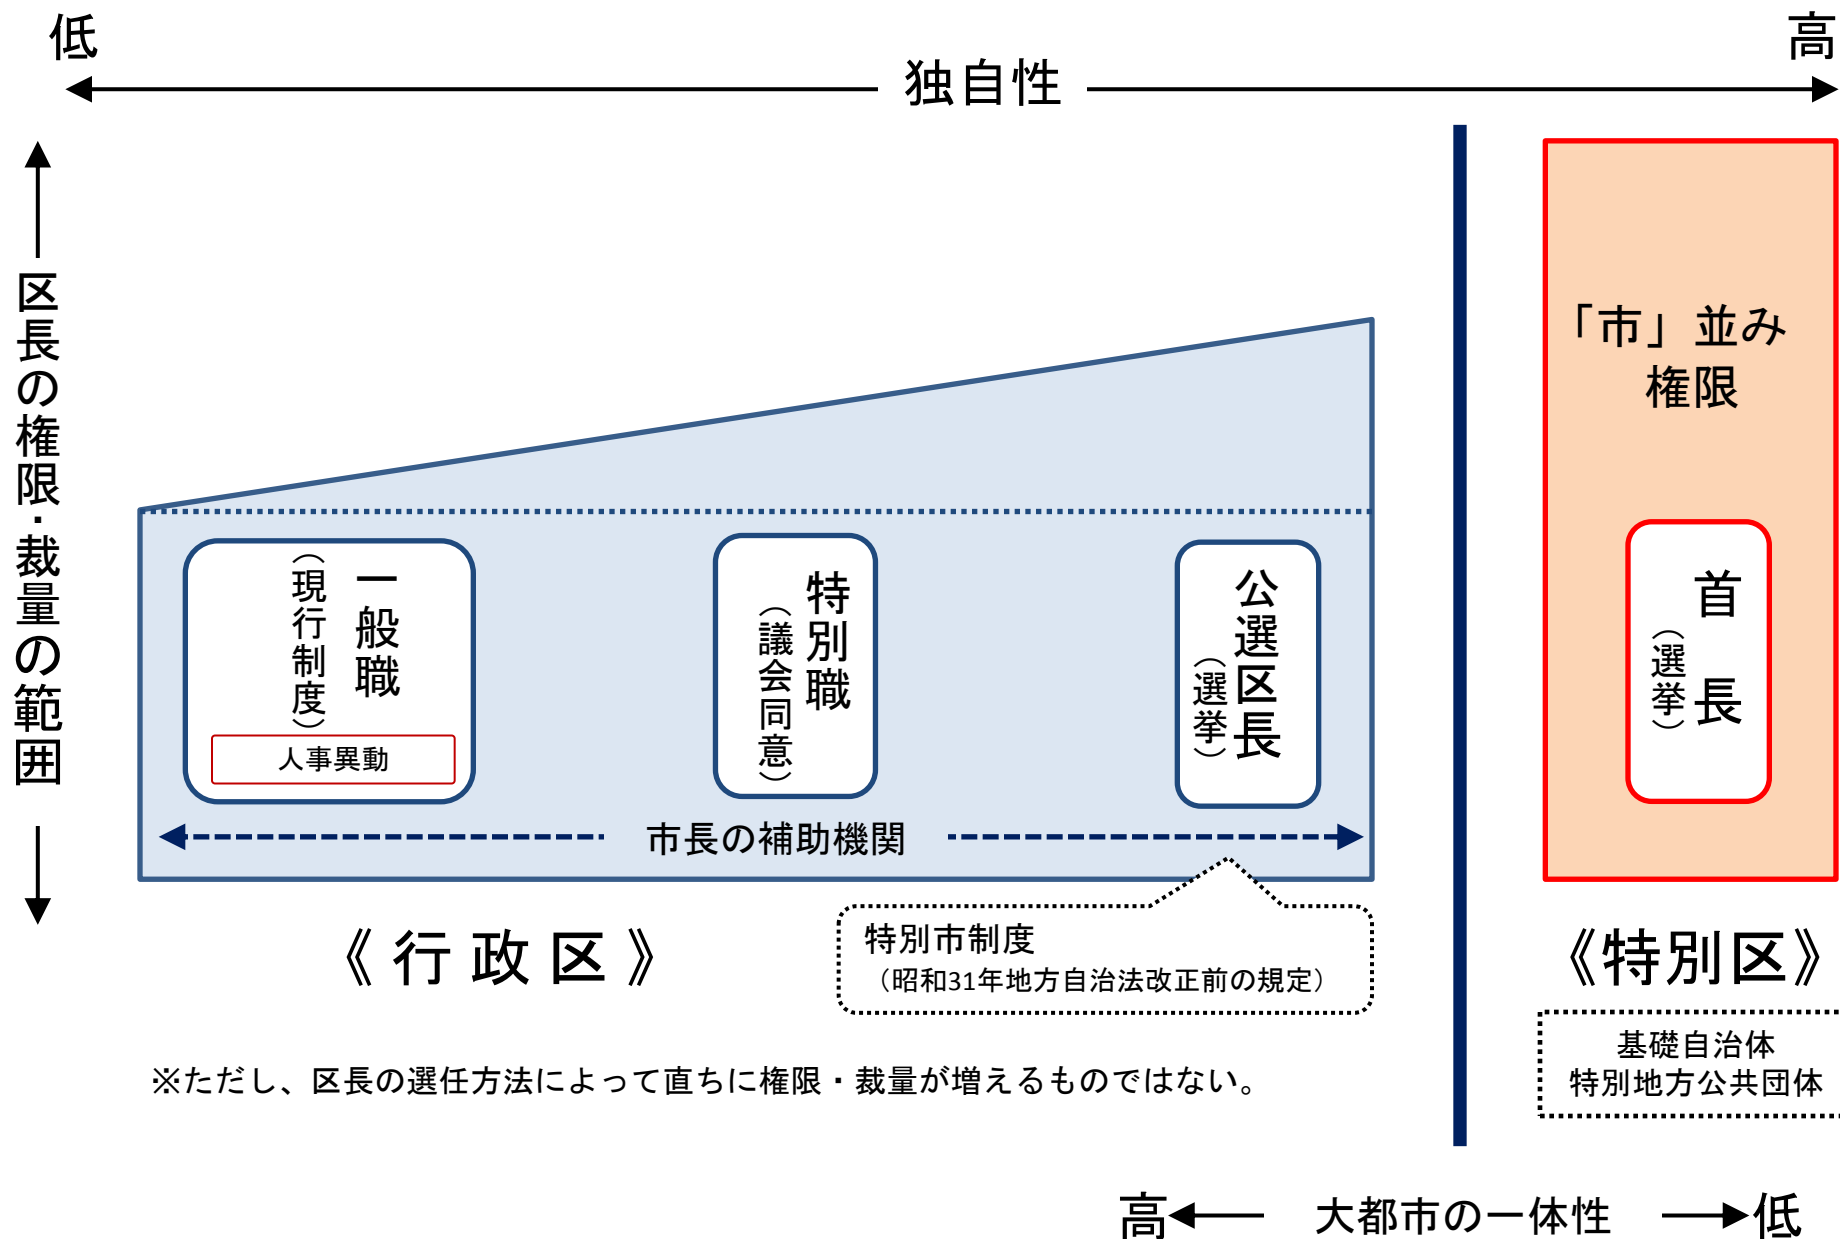 低
高
独自性
区長の権限・裁量の範囲
「市」並み
権限
一般職
（現行制度）
人事異動
特別職
（議会同意）
公選区長
（選挙）
首長
（選挙）
市長の補助機関
《行政区》
特別市制度
（昭和31年地方自治法改正前の規定）
《特別区》
基礎自治体
特別地方公共団体
※ただし、区長の選任方法によって直ちに権限・裁量が増えるものではない。
高
大都市の一体性
低